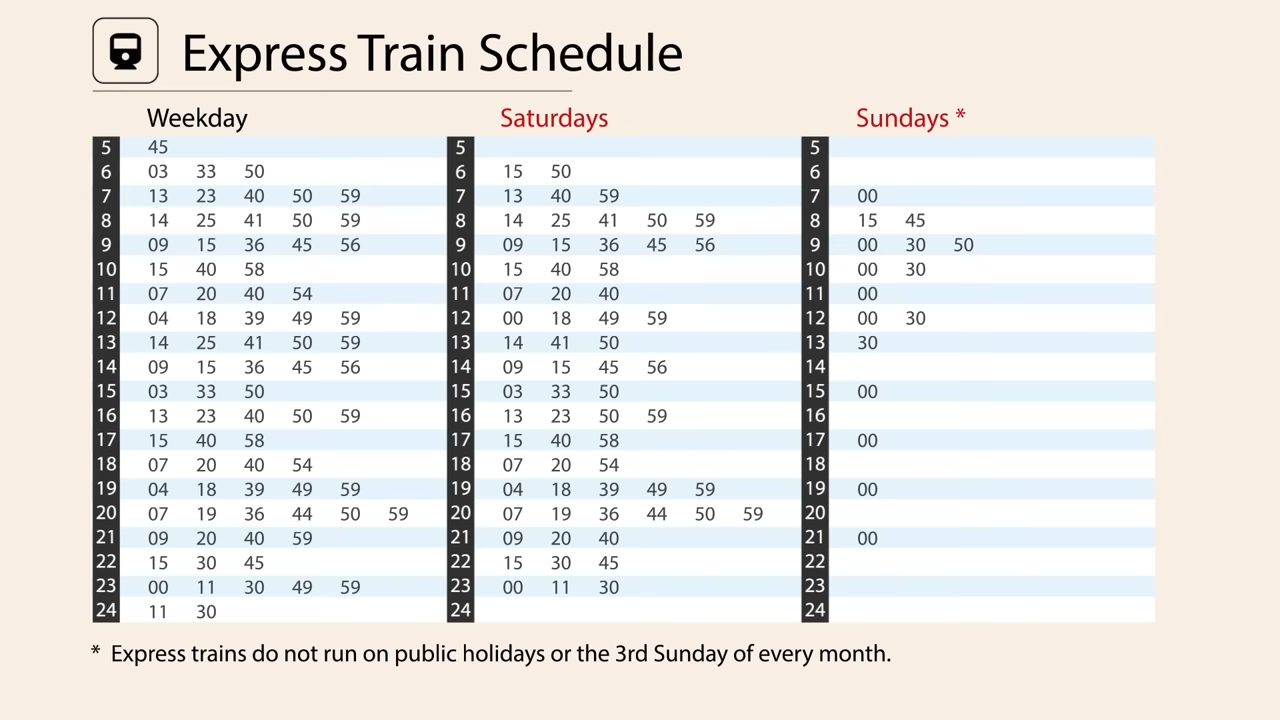 Express Train Schedule
Weekday Saturdays Sundays *
5 45 5 5
6 03 33 50 6 15 50 6
7 13 23 40 50 59 7 13 40 59 7 00
8 14 25 41 50 59 8 14 25 41 50 59 8 15 45
9 09 15 36 45 56 9 09 15 36 45 56 9 00 30 50
10 15 40 58 10 15 40 58 10 00 30
11 07 20 40 54 11 07 20 40 11 00
12 04 18 39 49 59 12 00 18 49 59 12 00 30
13 14 25 41 50 59 13 14 41 50 13 30
14 09 15 36 45 56 14 09 15 45 56 14
15 03 33 50 15 03 33 50 15 00
16 13 23 40 50 59 16 13 23 50 59 16
17 15 40 58 17 15 40 58 17 00
18 07 20 40 54 18 07 20 54 18
19 04 18 39 49 59 19 04 18 39 49 59 19 00
20 07 19 36 44 50 59 20 07 19 36 44 50 59 20
21 09 20 40 59 21 09 20 40 21 00
22 15 30 45 22 15 30 45 22
23 00 11 30 49 59 23 00 11 30 23
24 11 30 24 24
* Express trains do not run on public holidays or the 3rd Sunday of every month.